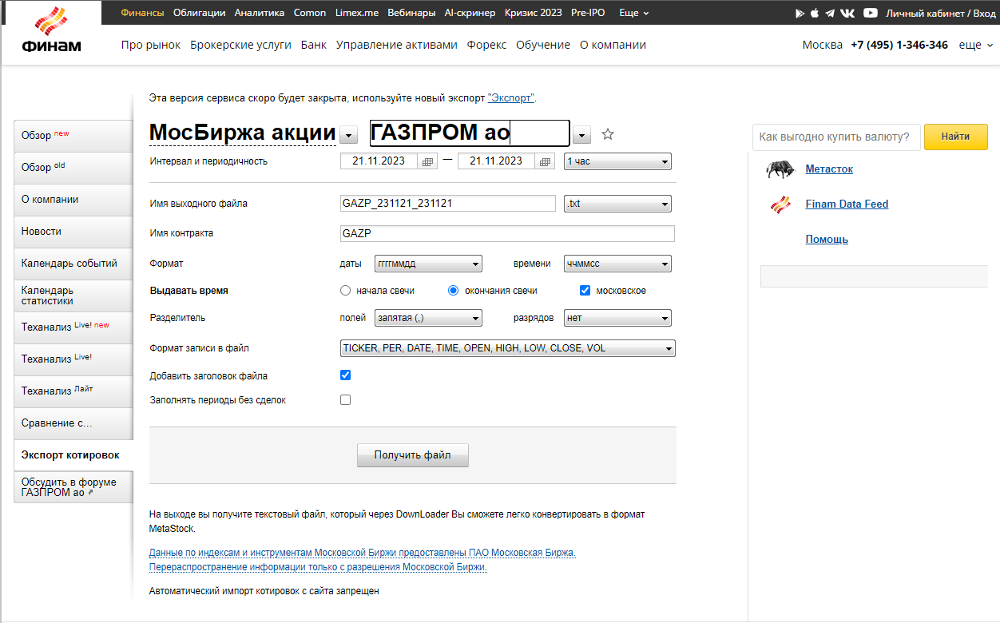 Финансы Облигации Аналитика Comon Limex.me Вебинары AI-скринер Кризис 2023 Pre-IPO Еще Личный кабинет / Вход
ФИНАМ
Про рынок Брокерские услуги Банк Управление активами Форекс Обучение О компании Москва +7 (495) 1-346-346 еще
Эта версия сервиса скоро будет закрыта, используйте новый экспорт "Экспорт".
Обзор new
Обзор old
О компании
Новости
Календарь событий
Календарь
статистики
Теханализ Live! new
Теханализ Live!
Теханализ Лайт
Сравнение с...
Экспорт котировок
Обсудить в форуме
ГАЗПРОМ ао
МосБиржа акции ГАЗПРОМ ао
Интервал и периодичность 21.11.2023 — 21.11.2023 1 час
Имя выходного файла GAZP_231121_231121 .txt
Имя контракта GAZP
Формат даты ггггммдд времени ччммсс
Выдавать время начала свечи окончания свечи московское
Разделитель полей запятая (,) разрядов нет
Формат записи в файл TICKER, PER, DATE, TIME, OPEN, HIGH, LOW, CLOSE, VOL
Добавить заголовок файла
Заполнять периоды без сделок
Получить файл
На выходе вы получите текстовый файл, который через DownLoader Вы сможете легко конвертировать в формат
MetaStock.
Данные по индексам и инструментам Московской Биржи предоставлены ПАО Московская Биржа.
Перераспространение информации только с разрешения Московской Биржи.
Автоматический импорт котировок с сайта запрещен
Как выгодно купить валюту? Найти
Метасток
Finam Data Feed
Помощь